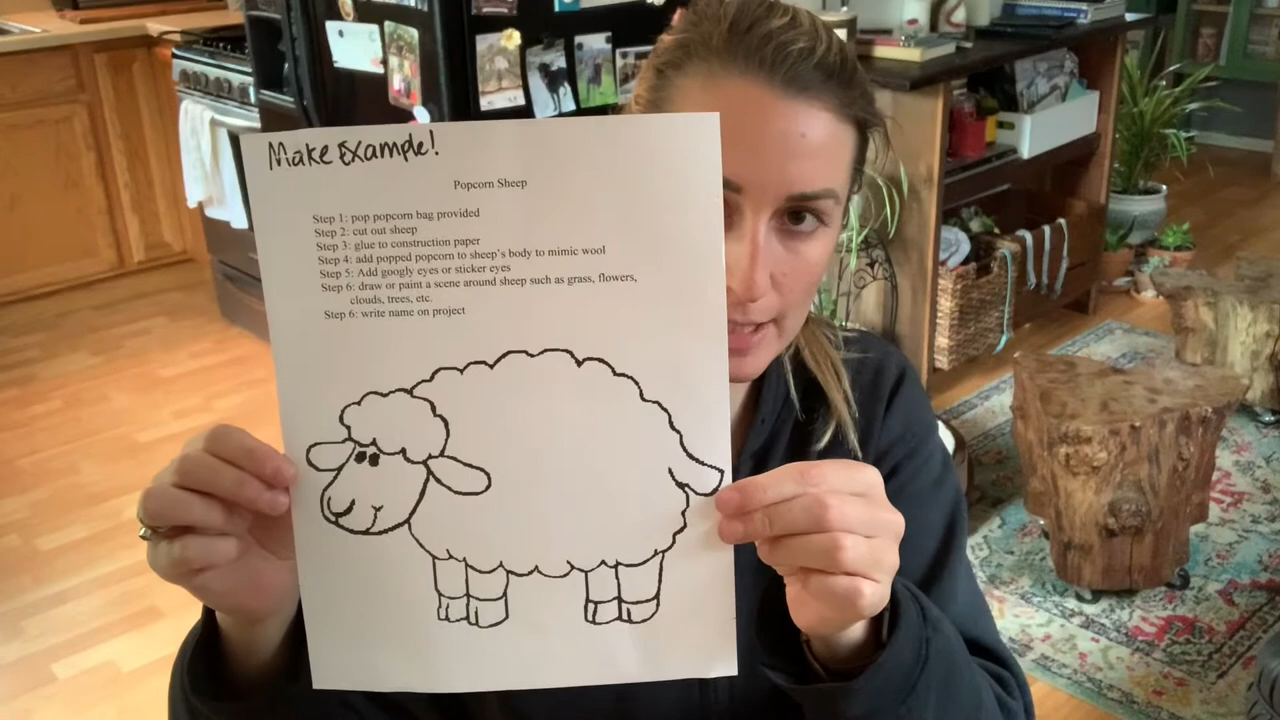 Make Example!
Popcorn Sheep
Step 1: pop popcorn bag provided
Step 2: cut out sheep
Step 3: glue to construction paper
Step 4: add popped popcorn to sheep's body to mimic wool
Step 5: Add googly eyes or sticker eyes
Step 6: draw or paint a scene around sheep such as grass, flowers,
clouds, trees, etc.
Step 6: write name on project